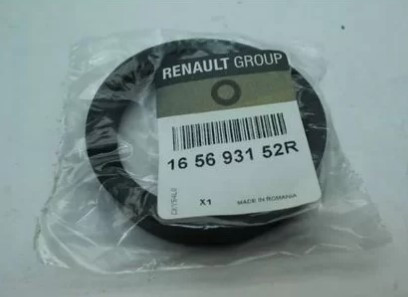 RENAULT GROUP
16 56 931 52R
X1 MADE IN ROMANIA